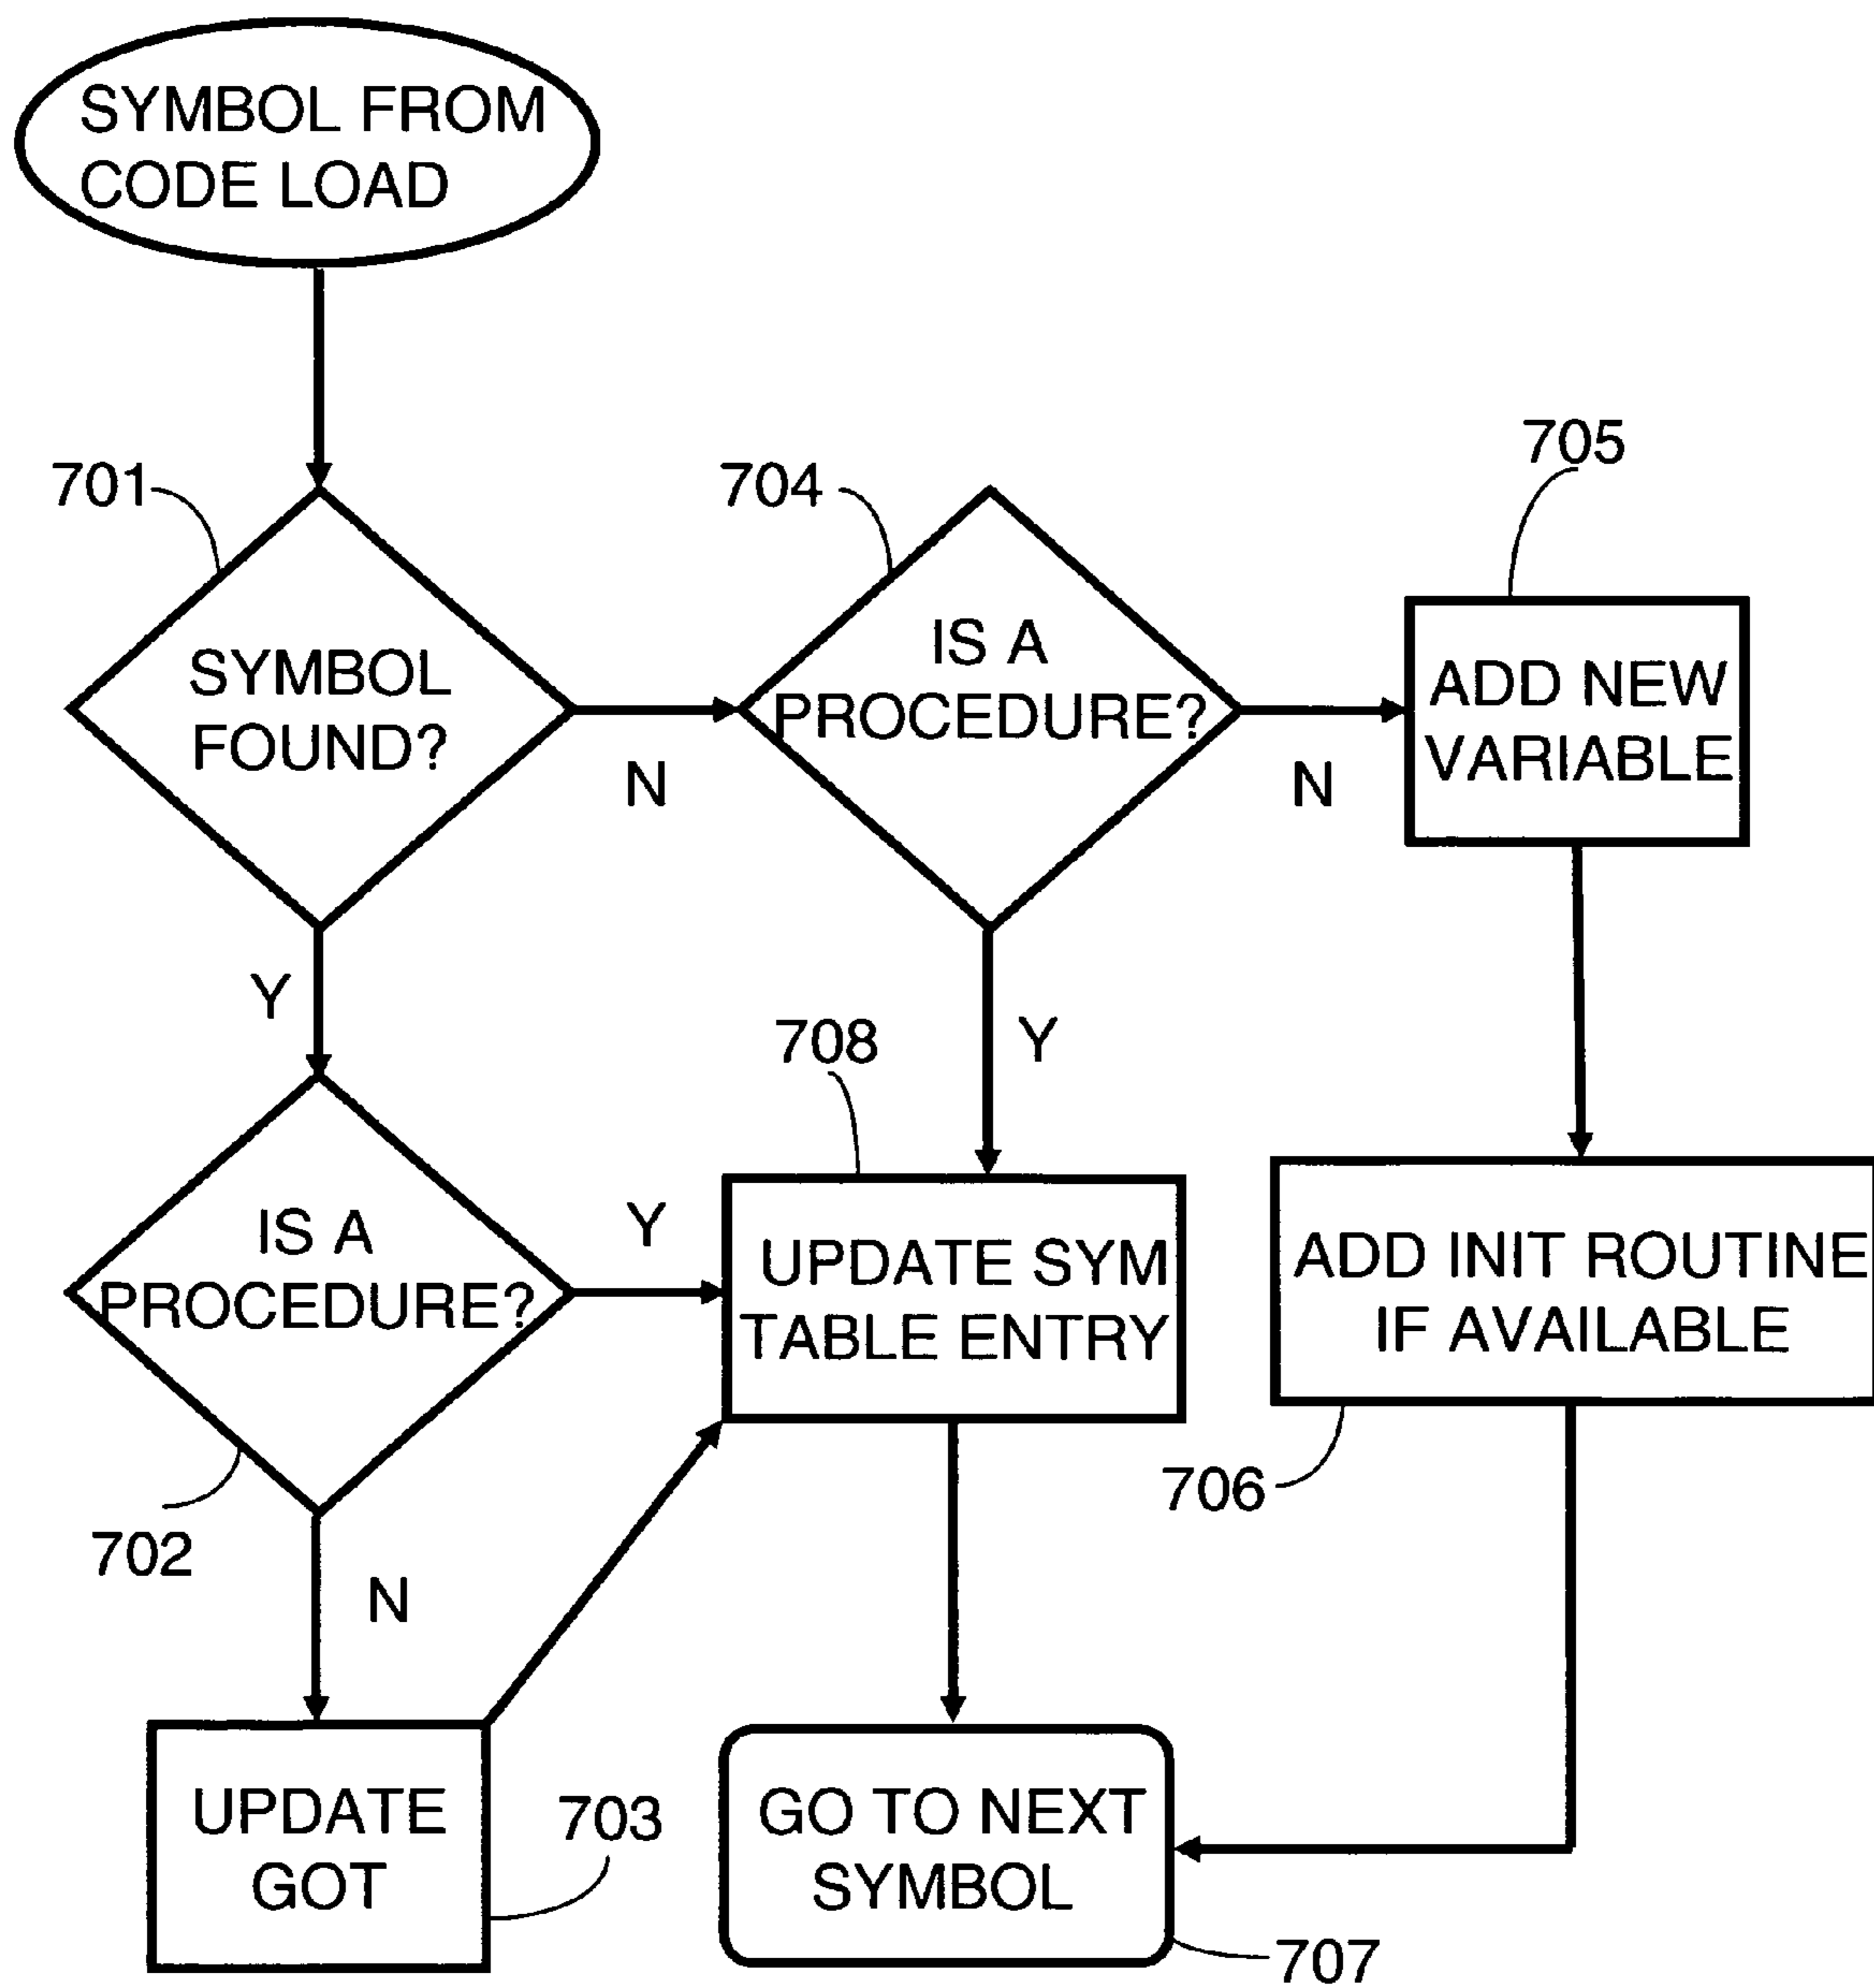 SYMBOL FROM
CODE LOAD
701
SYMBOL
FOUND?
N
704
IS A
PROCEDURE?
N
705
ADD NEW
VARIABLE
Y
702
IS A
PROCEDURE?
Y
708
Y
UPDATE SYM
TABLE ENTRY
ADD INIT ROUTINE
IF AVAILABLE
706
N
UPDATE
GOT
703
GO TO NEXT
SYMBOL
707